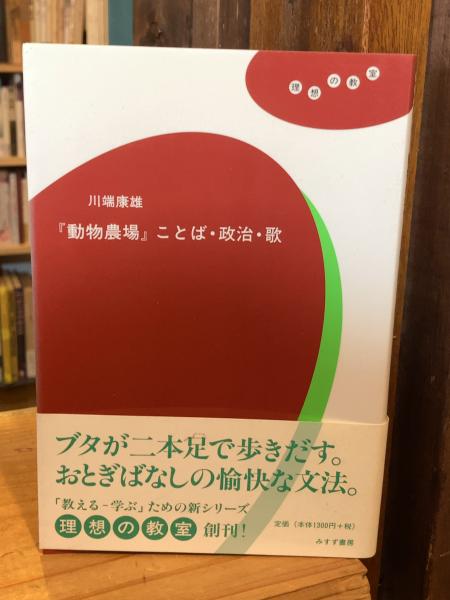 理想の教室
川端康雄
『動物農場』ことば・政治・歌
ブタが二本足で歩きだす。
おとぎばなしの愉快な文法。
「教える－学ぶ」ための新シリーズ
理想の教室 創刊!
定価（本体1300円+税）
みすず書房